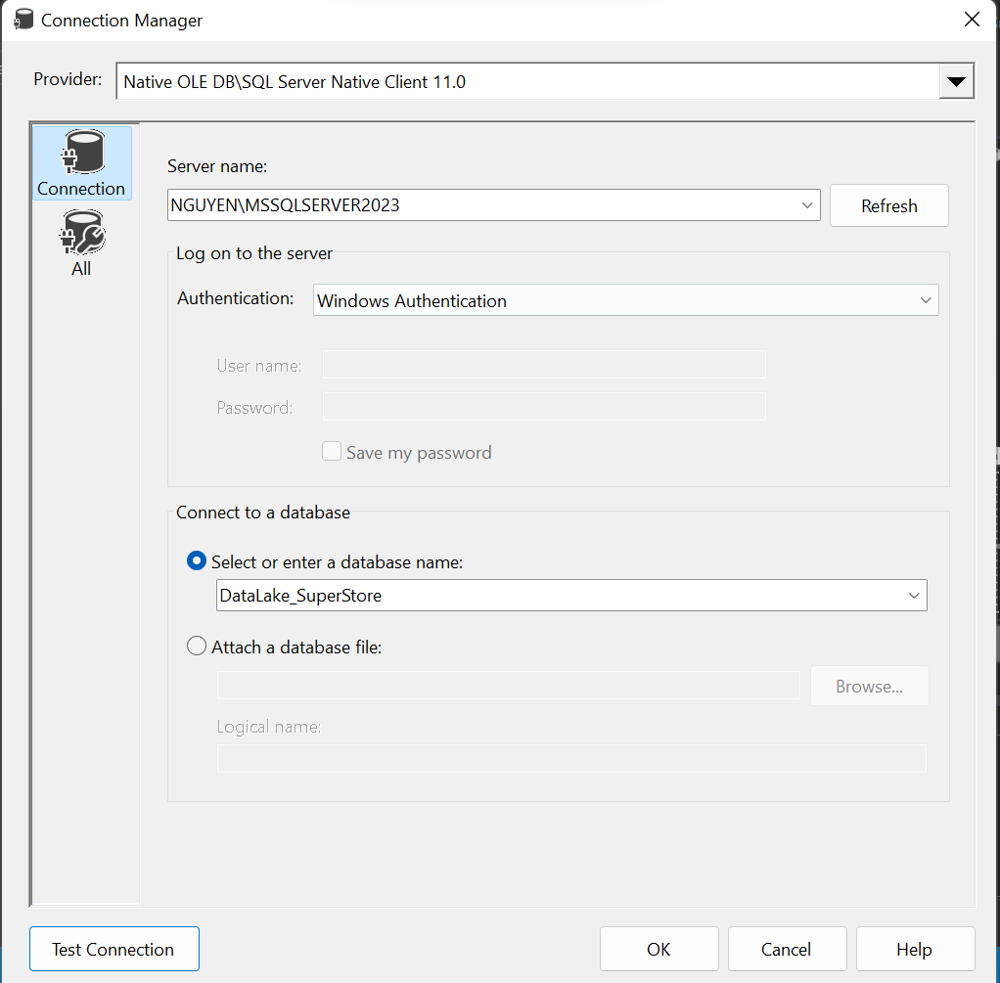 Connection Manager
Provider: Native OLE DB\SQL Server Native Client 11.0
Connection
All
Server name:
NGUYEN\MSSQLSERVER2023 Refresh
Log on to the server
Authentication: Windows Authentication
User name:
Password:
Save my password
Connect to a database
Select or enter a database name:
DataLake_SuperStore
Attach a database file:
Browse...
Logical name:
Test Connection OK Cancel Help